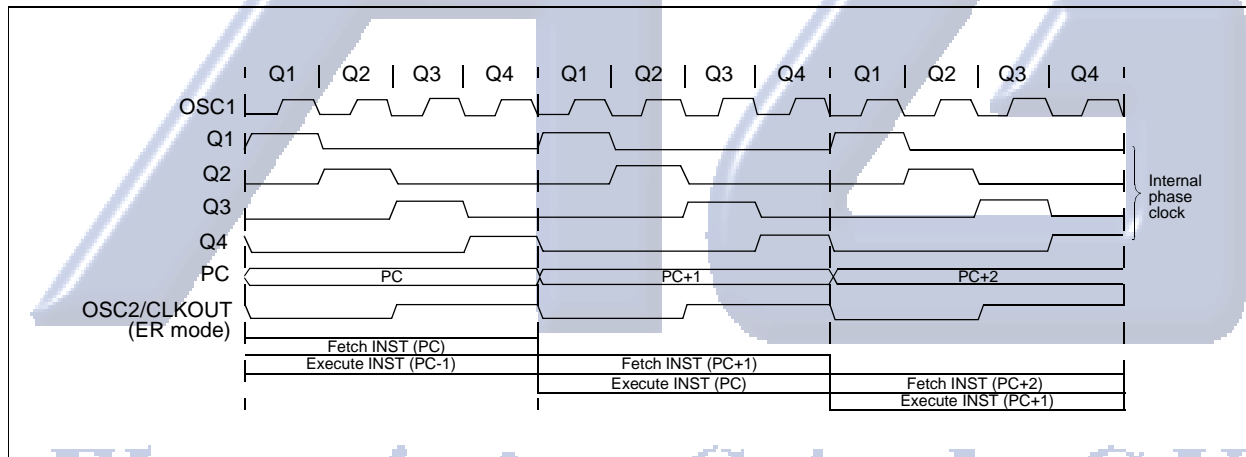 Q1 | Q2 | Q3 | Q4 | Q1 | Q2 | Q3 | Q4 | Q1 | Q2 | Q3 | Q4
OSC1
Q1
Q2
Q3
Q4
Internal
phase
clock
PC
PC
PC+1
PC+2
OSC2/CLKOUT
(ER mode)
Fetch INST (PC)
Execute INST (PC-1)
Fetch INST (PC+1)
Execute INST (PC)
Fetch INST (PC+2)
Execute INST (PC+1)